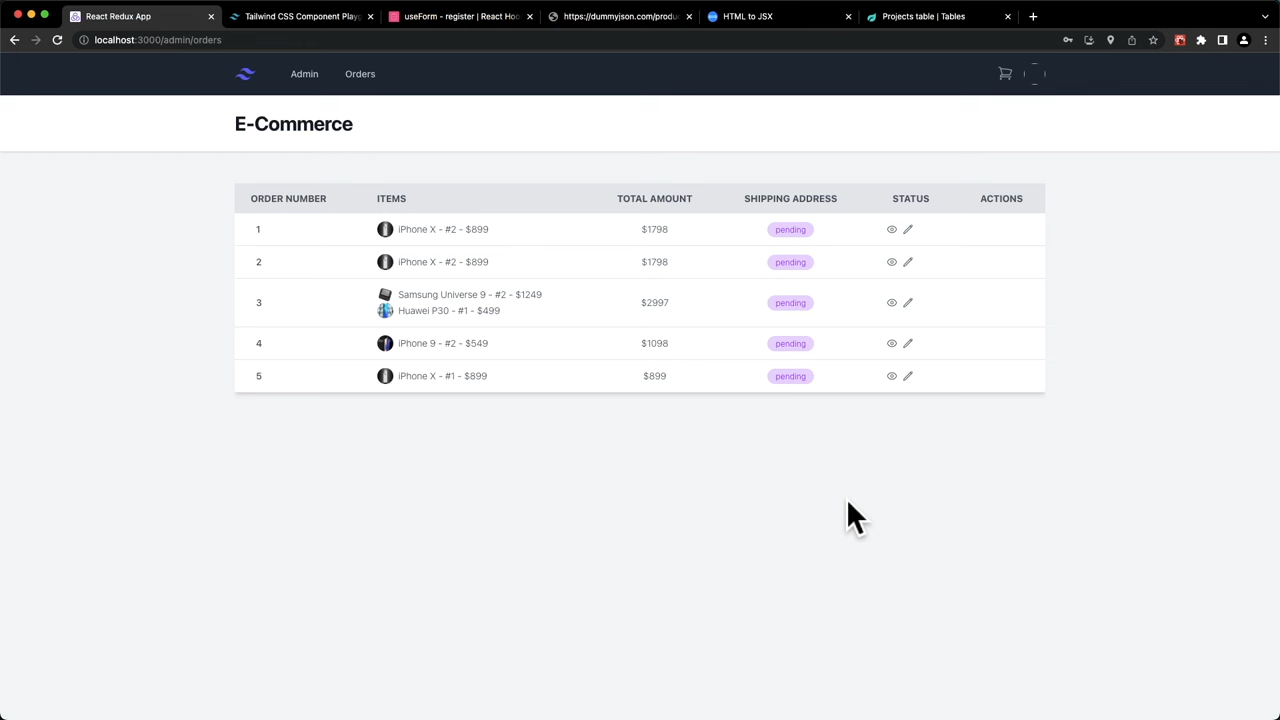 React Redux App
Tailwind CSS Component Playg
useForm - register | React Hoo
https://dummyjson.com/produc
HTML to JSX
Projects table | Tables
localhost:3000/admin/orders
Admin Orders
E-Commerce
ORDER NUMBER ITEMS TOTAL AMOUNT SHIPPING ADDRESS STATUS ACTIONS
1 iPhone X - #2 - $899 $1798 pending
2 iPhone X - #2 - $899 $1798 pending
3 Samsung Universe 9 - #2 - $1249 $2997 pending
Huawei P30 - #1 - $499
4 iPhone 9 - #2 - $549 $1098 pending
5 iPhone X - #1 - $899 $899 pending